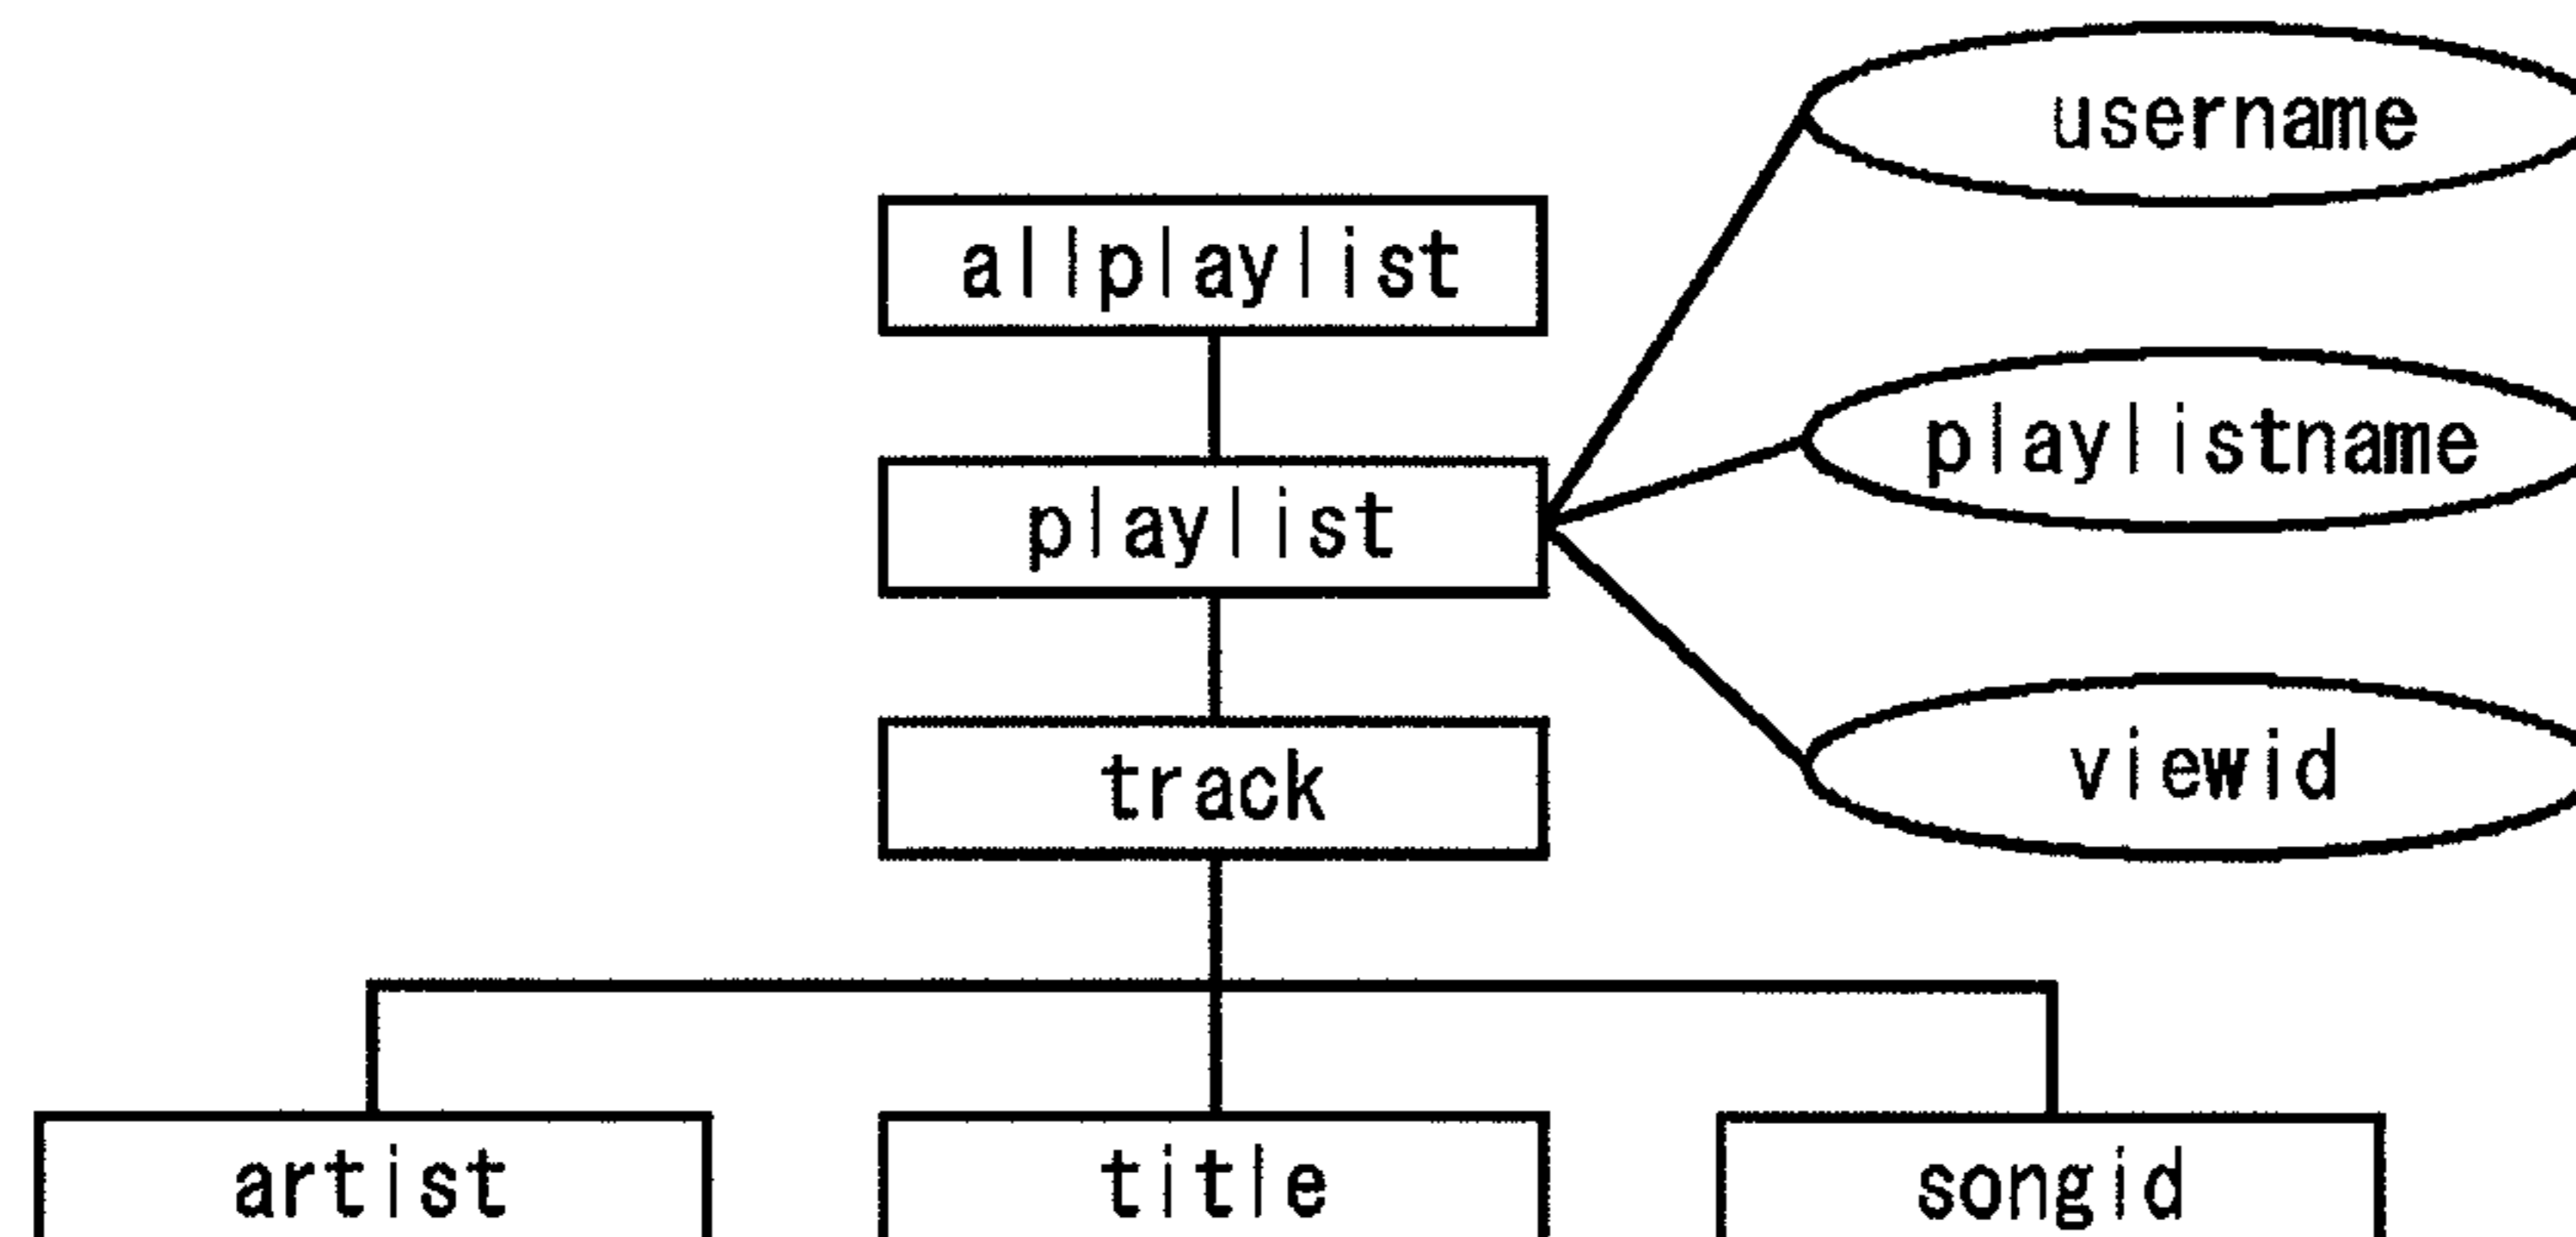 username
allplaylist
playlistname
playlist
viewid
track
artist
title
songid